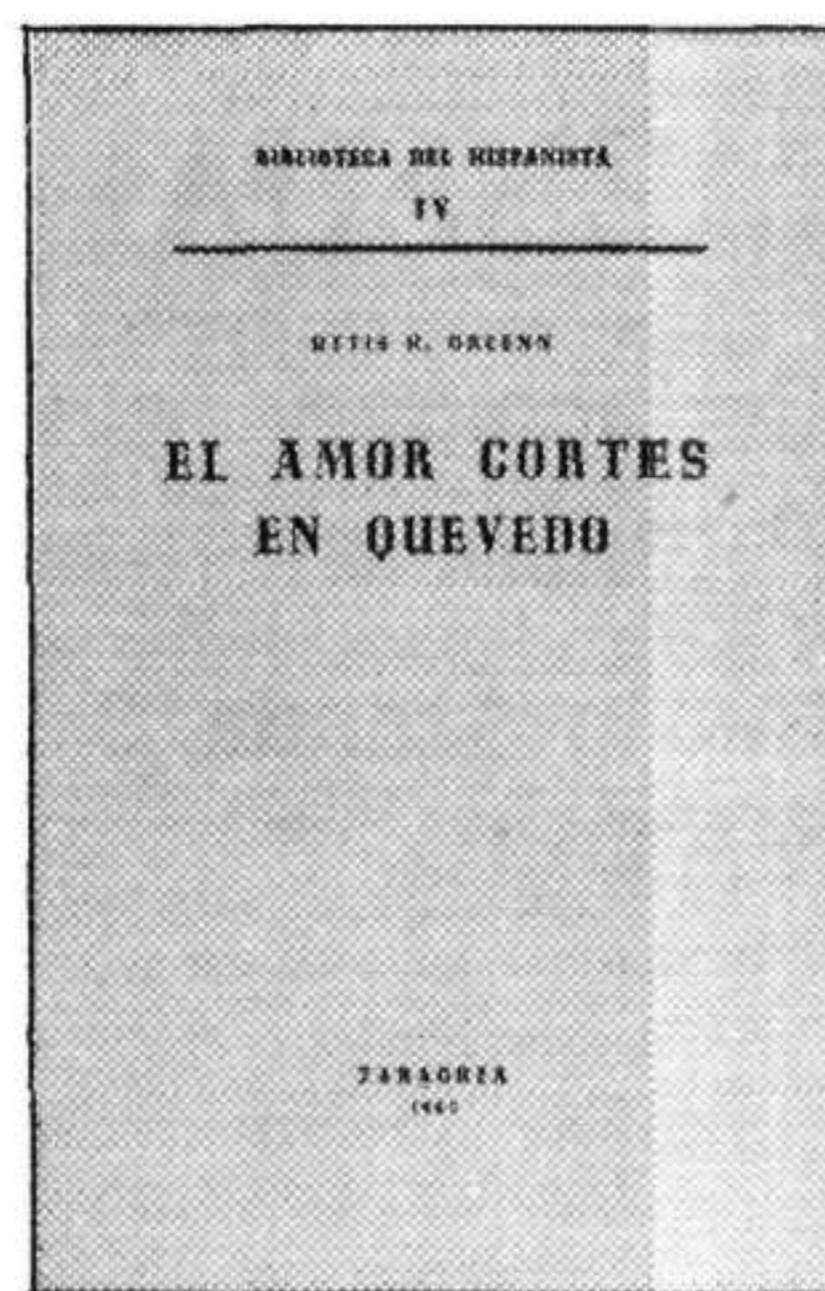 BIBLIOTECA DEL HISPANISTA
IV
R.
EL AMOR CORTES
EN QUEVEDO
ZARAGOZA